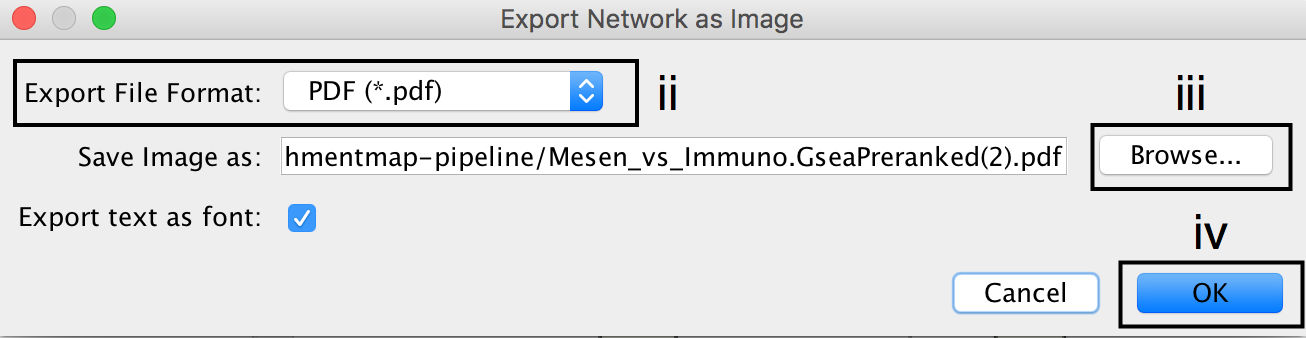 Export Network as Image
Export File Format: PDF (*.pdf) ii
iii
Save Image as: hmentmap-pipeline/Mesen_vs_Immuno.GseaPreranked(2).pdf Browse...
Export text as font:
iv
Cancel OK